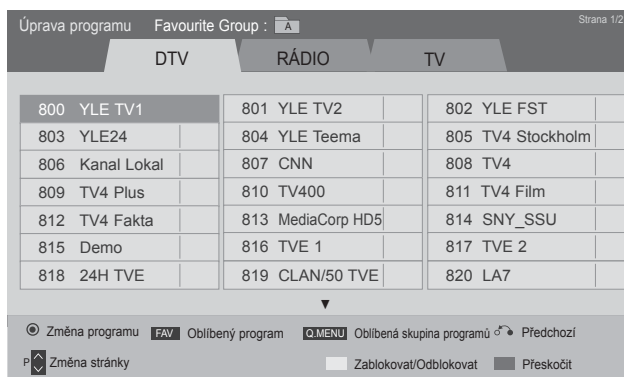 Úprava programu Favourite Group : A Strana 1/2
DTV RÁDIO TV
800 YLE TV1 801 YLE TV2 802 YLE FST
803 YLE24 804 YLE Teema 805 TV4 Stockholm
806 Kanal Lokal 807 CNN 808 TV4
809 TV4 Plus 810 TV400 811 TV4 Film
812 TV4 Fakta 813 MediaCorp HD5 814 SNY_SSU
815 Demo 816 TVE 1 817 TVE 2
818 24H TVE 819 CLAN/50 TVE 820 LA7
Změna programu FAV Oblíbený program Q.MENU Oblíbená skupina programů Předchozí
P Změna stránky Zablokovat/Odblokovat Přeskočit